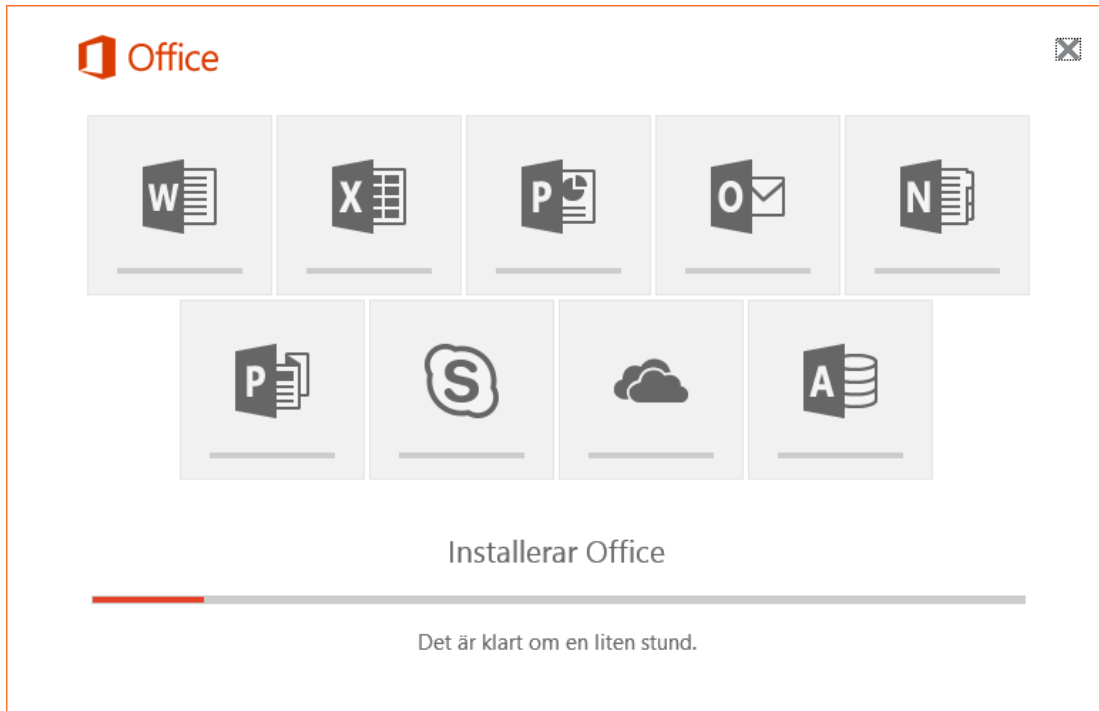 Office
W
X
P
O
N
P
S
A
Installerar Office
Det är klart om en liten stund.